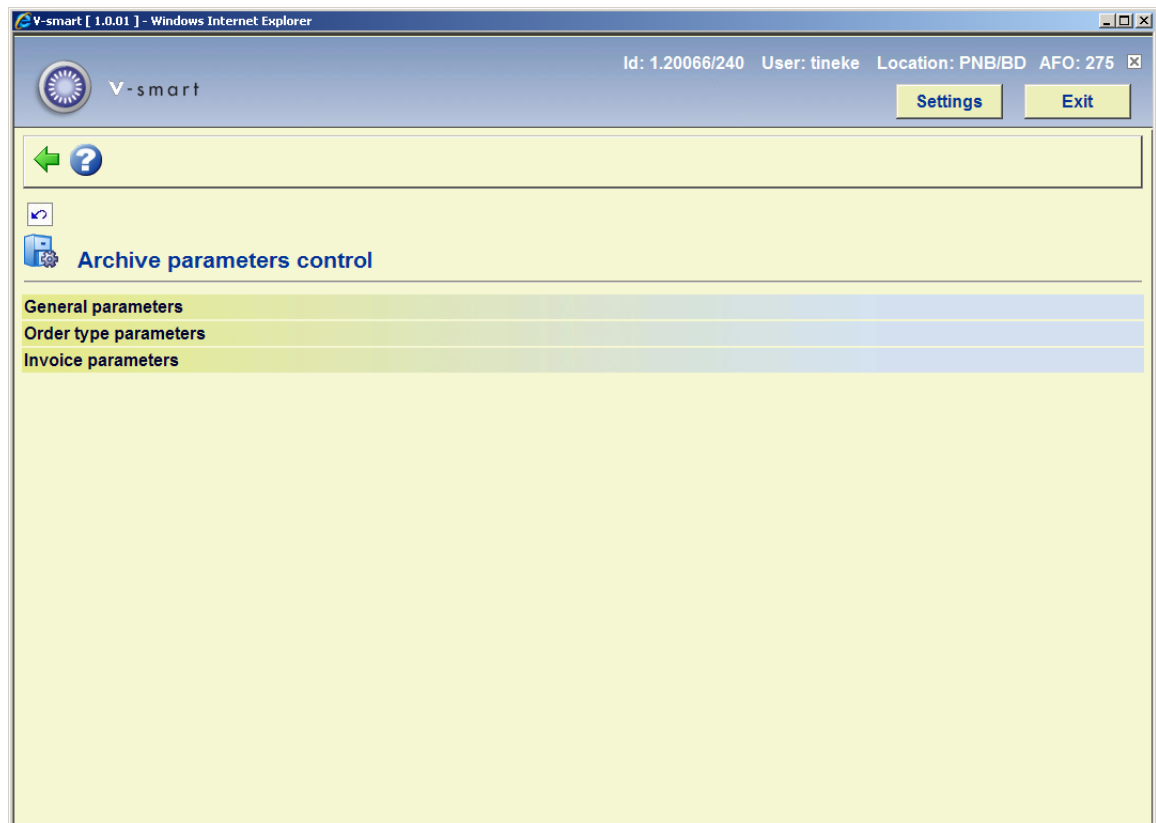 V-smart [ 1.0.01 ] - Windows Internet Explorer
Id: 1.20066/240 User: tineke Location: PNB/BD AFO: 275
V-smart
Settings Exit
Archive parameters control
General parameters
Order type parameters
Invoice parameters